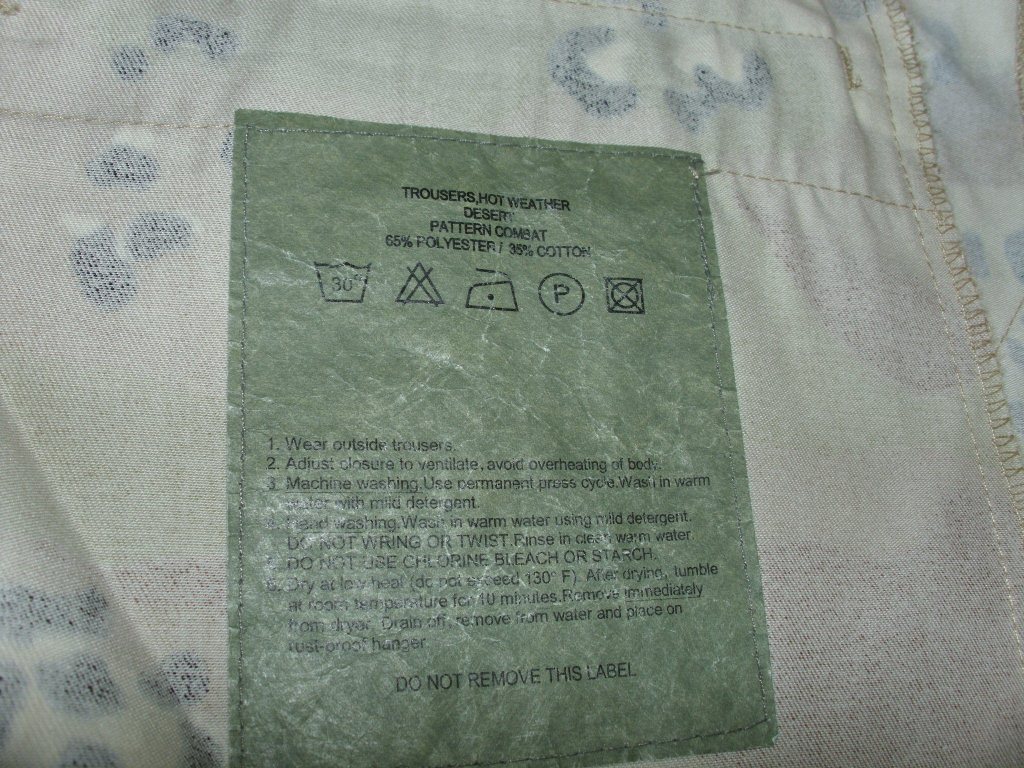 TROUSERS,HOT WEATHER
DESERT
PATTERN COMBAT
65% POLYESTER / 35% COTTON
30° P
1. Wear outside trousers.
2. Adjust closure to ventilate, avoid overheating of body.
3. Machine washing.Use permanent press cycle.Wash in warm
water with mild detergent.
4. Hand washing.Wash in warm water using mild detergent.
DO NOT WRING OR TWIST.Rinse in clean warm water.
5. DO NOT USE CHLORINE BLEACH OR STARCH.
6. Dry at low heat (do not exceed 130° F). After drying, tumble
at room temperature for 10 minutes.Remove immediately
from dryer. Drain off, remove from water and place on
rust-proof hanger
DO NOT REMOVE THIS LABEL